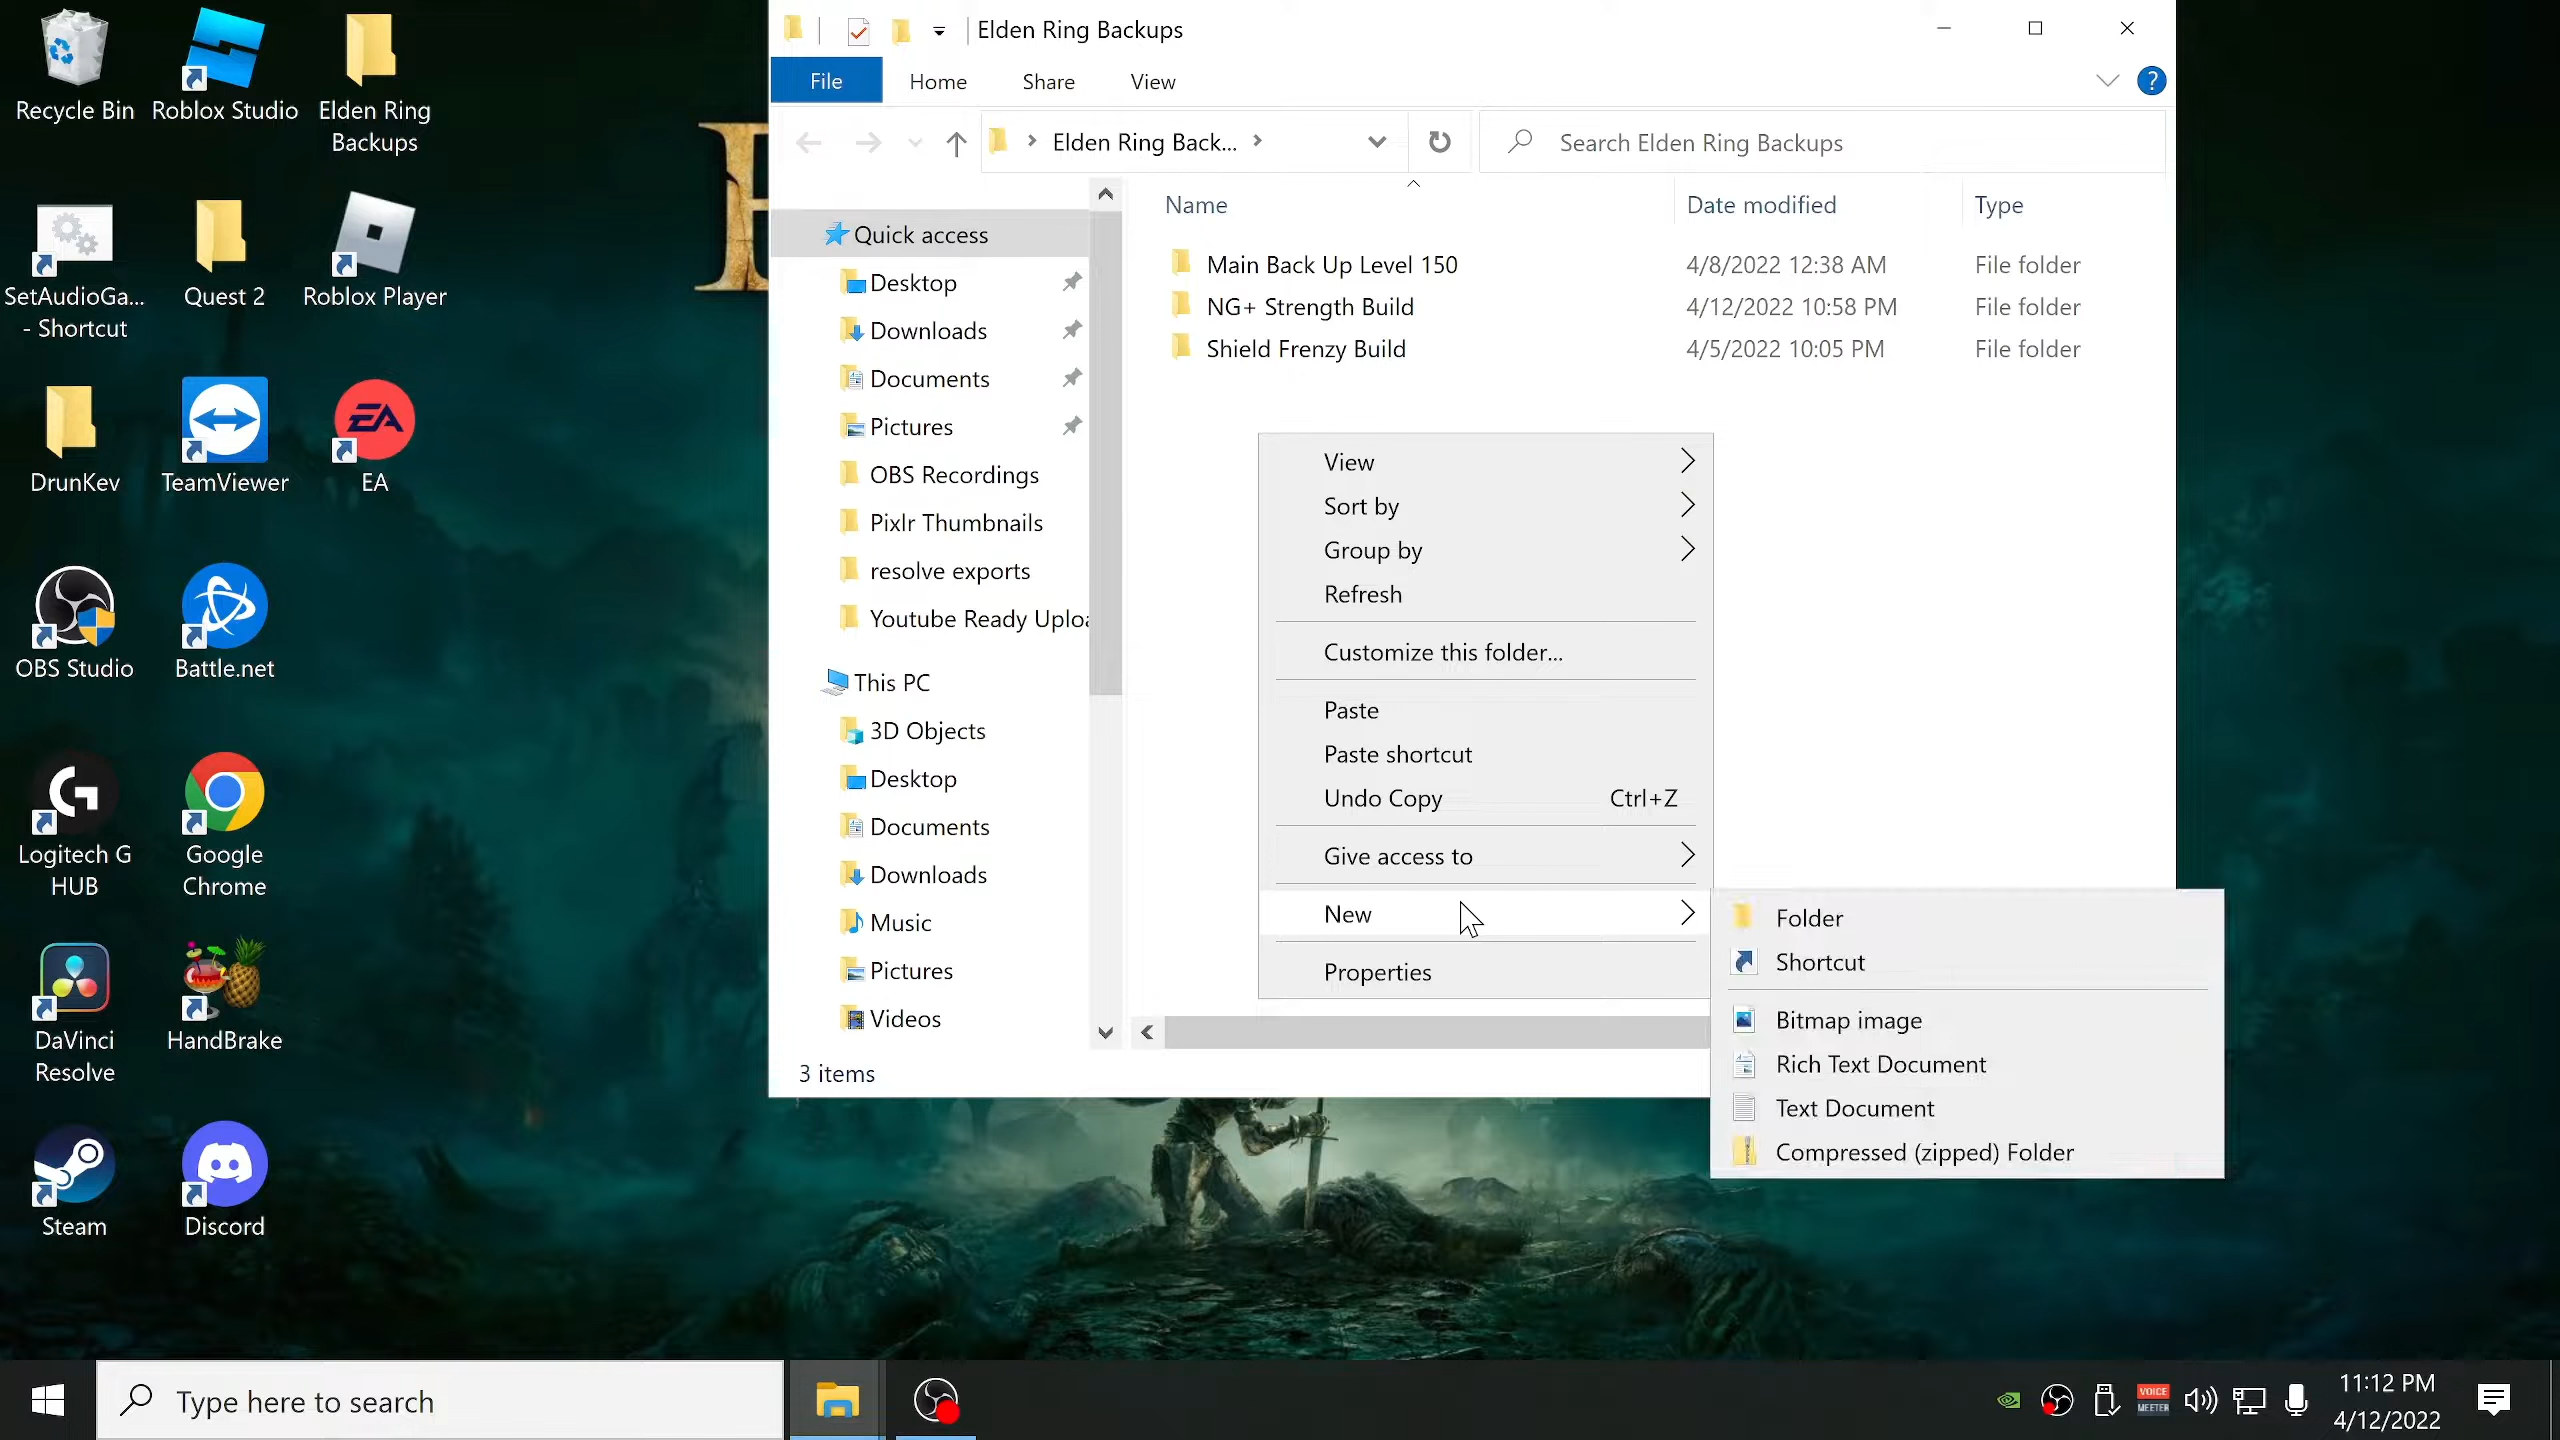 Recycle Bin
Roblox Studio
Elden Ring
Backups
SetAudioGa...
- Shortcut
Quest 2
Roblox Player
DrunKev
TeamViewer
EA
EA
OBS Studio
Battle.net
Logitech G
HUB
Google
Chrome
DaVinci
Resolve
HandBrake
Steam
Discord
Elden Ring Backups
File
Home
Share
View
?
Elden Ring Back...
Search Elden Ring Backups
Name
Date modified
Type
Main Back Up Level 150
4/8/2022 12:38 AM
File folder
NG+ Strength Build
4/12/2022 10:58 PM
File folder
Shield Frenzy Build
4/5/2022 10:05 PM
File folder
Quick access
Desktop
Downloads
Documents
Pictures
OBS Recordings
Pixlr Thumbnails
resolve exports
Youtube Ready Uploa
This PC
3D Objects
Desktop
Documents
Downloads
Music
Pictures
Videos
3 items
View
Sort by
Group by
Refresh
Customize this folder...
Paste
Paste shortcut
Undo Copy Ctrl+Z
Give access to
New
Properties
Folder
Shortcut
Bitmap image
Rich Text Document
Text Document
Compressed (zipped) Folder
Type here to search
VOICE
MEETER
11:12 PM
4/12/2022